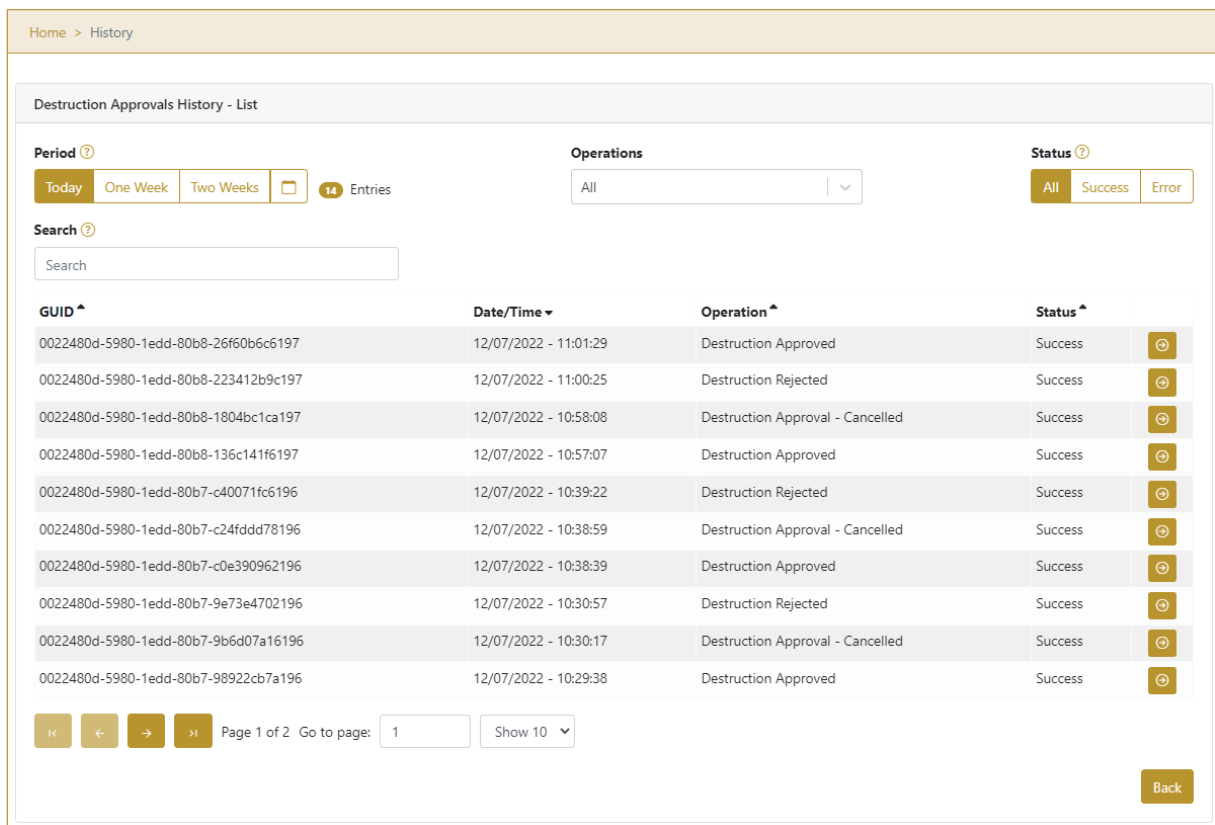 Home > History
Destruction Approvals History - List
Period Operations Status
Today One Week Two Weeks 14 Entries All All Success Error
Search
Search
GUID Date/Time Operation Status
0022480d-5980-1edd-80b8-26f60b6c6197 12/07/2022 - 11:01:29 Destruction Approved Success
0022480d-5980-1edd-80b8-223412b9c197 12/07/2022 - 11:00:25 Destruction Rejected Success
0022480d-5980-1edd-80b8-1804bc1ca197 12/07/2022 - 10:58:08 Destruction Approval - Cancelled Success
0022480d-5980-1edd-80b8-136c141f6197 12/07/2022 - 10:57:07 Destruction Approved Success
0022480d-5980-1edd-80b7-c40071fc6196 12/07/2022 - 10:39:22 Destruction Rejected Success
0022480d-5980-1edd-80b7-c24fddd78196 12/07/2022 - 10:38:59 Destruction Approval - Cancelled Success
0022480d-5980-1edd-80b7-c0e390962196 12/07/2022 - 10:38:39 Destruction Approved Success
0022480d-5980-1edd-80b7-9e73e4702196 12/07/2022 - 10:30:57 Destruction Rejected Success
0022480d-5980-1edd-80b7-9b6d07a16196 12/07/2022 - 10:30:17 Destruction Approval - Cancelled Success
0022480d-5980-1edd-80b7-98922cb7a196 12/07/2022 - 10:29:38 Destruction Approved Success
Page 1 of 2 Go to page: 1 Show 10
Back